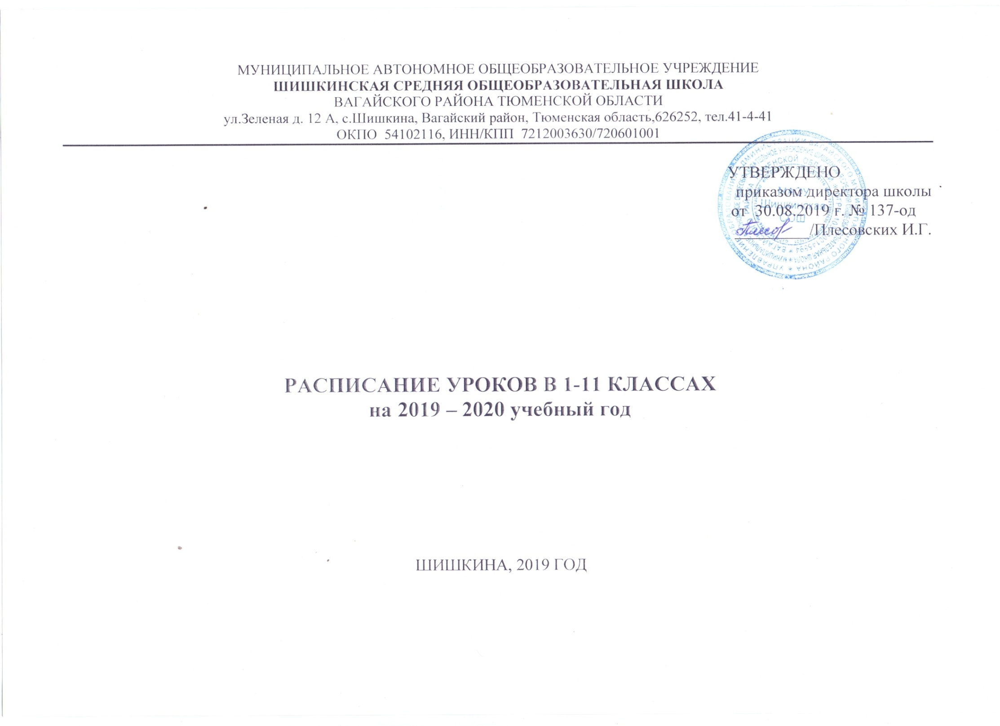 МУНИЦИПАЛЬНОЕ АВТОНОМНОЕ ОБЩЕОБРАЗОВАТЕЛЬНОЕ УЧРЕЖДЕНИЕ
ШИШКИНСКАЯ СРЕДНЯЯ ОБЩЕОБРАЗОВАТЕЛЬНАЯ ШКОЛА
ВАГАЙСКОГО РАЙОНА ТЮМЕНСКОЙ ОБЛАСТИ
ул.Зеленая д. 12 А, с.Шишкина, Вагайский район, Тюменская область,626252, тел.41-4-41
ОКПО 54102116, ИНН/КПП 7212003630/720601001
УТВЕРЖДЕНО
приказом директора школы
от 30.08.2019 г. № 137-од
/Плесовских И.Г.
Шишкинская
СОШ
РАСПИСАНИЕ УРОКОВ В 1-11 КЛАССАХ
на 2019 – 2020 учебный год
ШИШКИНА, 2019 ГОД